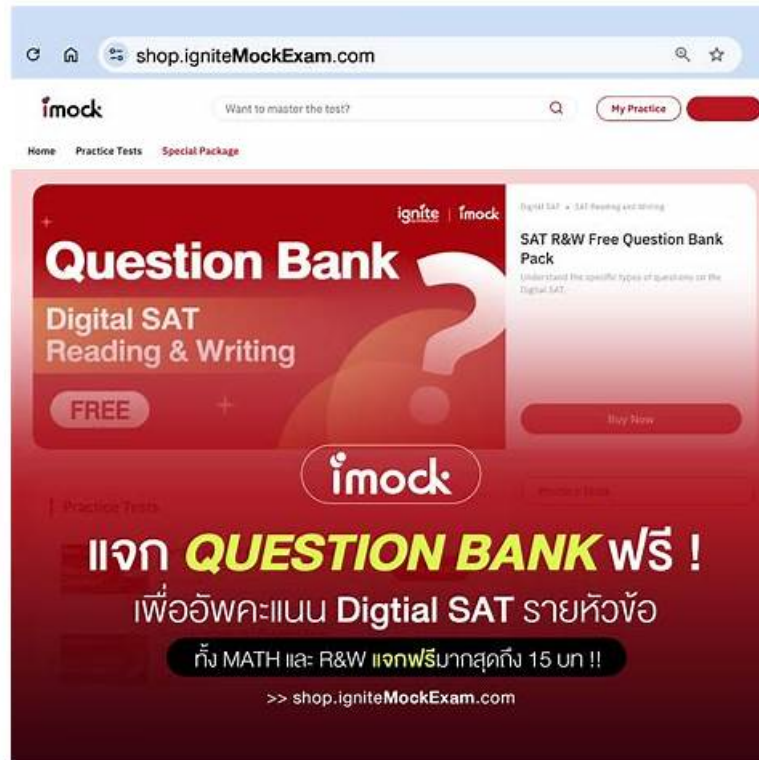 shop.igniteMockExam.com
imock
Want to master the test?
My Practice
Home Practice Tests Special Package
ignite | imock
Question Bank
Digital SAT
Reading & Writing
FREE
Digital SAT • SAT Reading and Writing
SAT R&W Free Question Bank
Pack
Understand the specific types of questions on the
Digital SAT.
Buy Now
imock
Practice Tests
Practice Tests
แจก QUESTION BANK ฟรี !
เพื่ออัพคะแนน Digtial SAT รายหัวข้อ
ทั้ง MATH และ R&W แจกฟรีมากสุดถึง 15 บท !!
>> shop.igniteMockExam.com